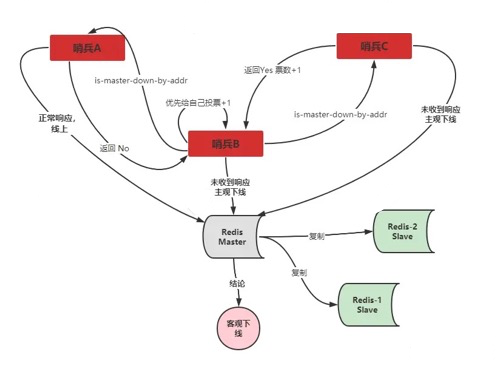 哨兵A
哨兵C
is-master-down-by-addr
返回Yes 票数+1
优先给自己投票+1
正常响应，
线上
is-master-down-by-addr
未收到响应
主观下线
返回 No
哨兵B
未收到响应
主观下线
Redis
Master
复制
Redis-2
Slave
复制
结论
Redis-1
Slave
客观下
线